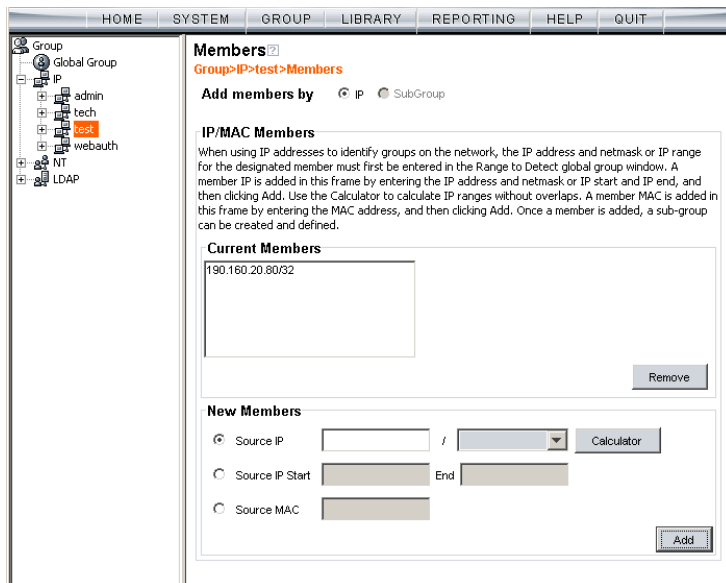 HOME SYSTEM GROUP LIBRARY REPORTING HELP QUIT
Group
Global Group
IP
admin
tech
test
webauth
NT
LDAP
Members?
Group>IP>test>Members
Add members by IP SubGroup
IP/MAC Members
When using IP addresses to identify groups on the network, the IP address and netmask or IP range
for the designated member must first be entered in the Range to Detect global group window. A
member IP is added in this frame by entering the IP address and netmask or IP start and IP end, and
then clicking Add. Use the Calculator to calculate IP ranges without overlaps. A member MAC is added in
this frame by entering the MAC address, and then clicking Add. Once a member is added, a sub-group
can be created and defined.
Current Members
190.160.20.80/32
Remove
New Members
Source IP / Calculator
Source IP Start End
Source MAC
Add